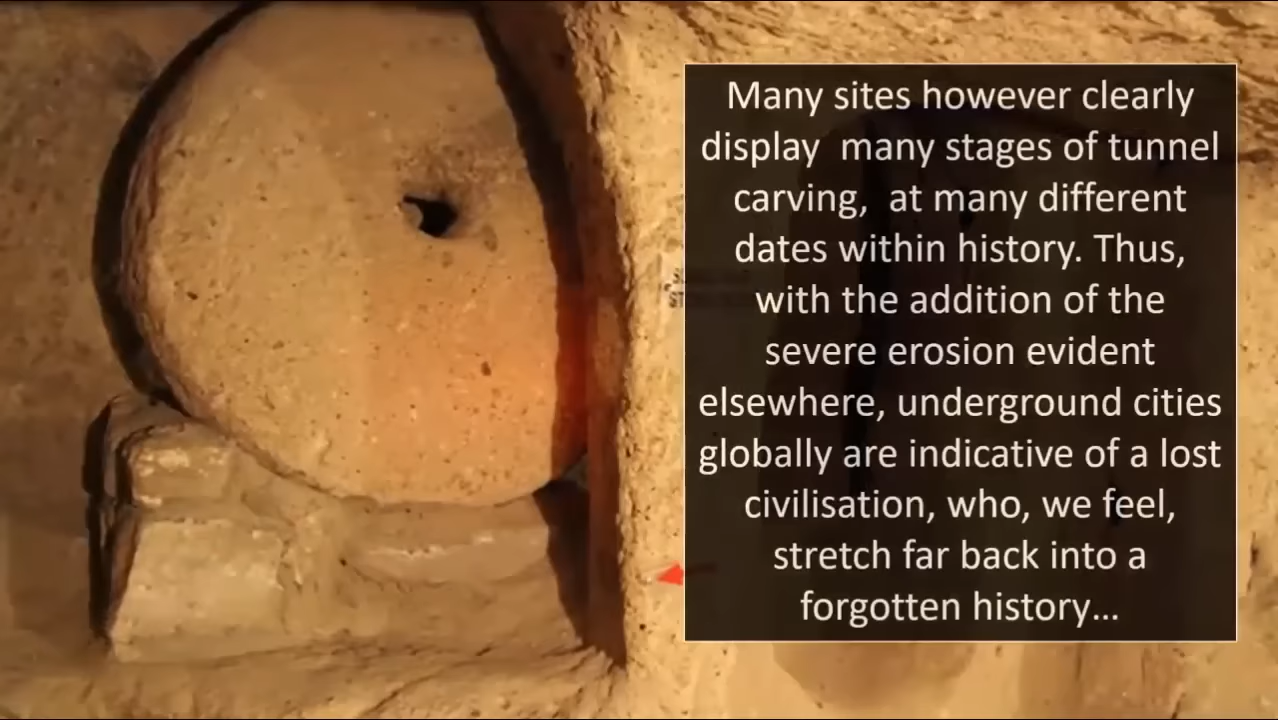 Many sites however clearly
display  many stages of tunnel
carving,  at many different
dates within history. Thus,
with the addition of the
severe erosion evident
elsewhere, underground cities
globally are indicative of a lost
civilisation, who, we feel,
stretch far back into a
forgotten history...